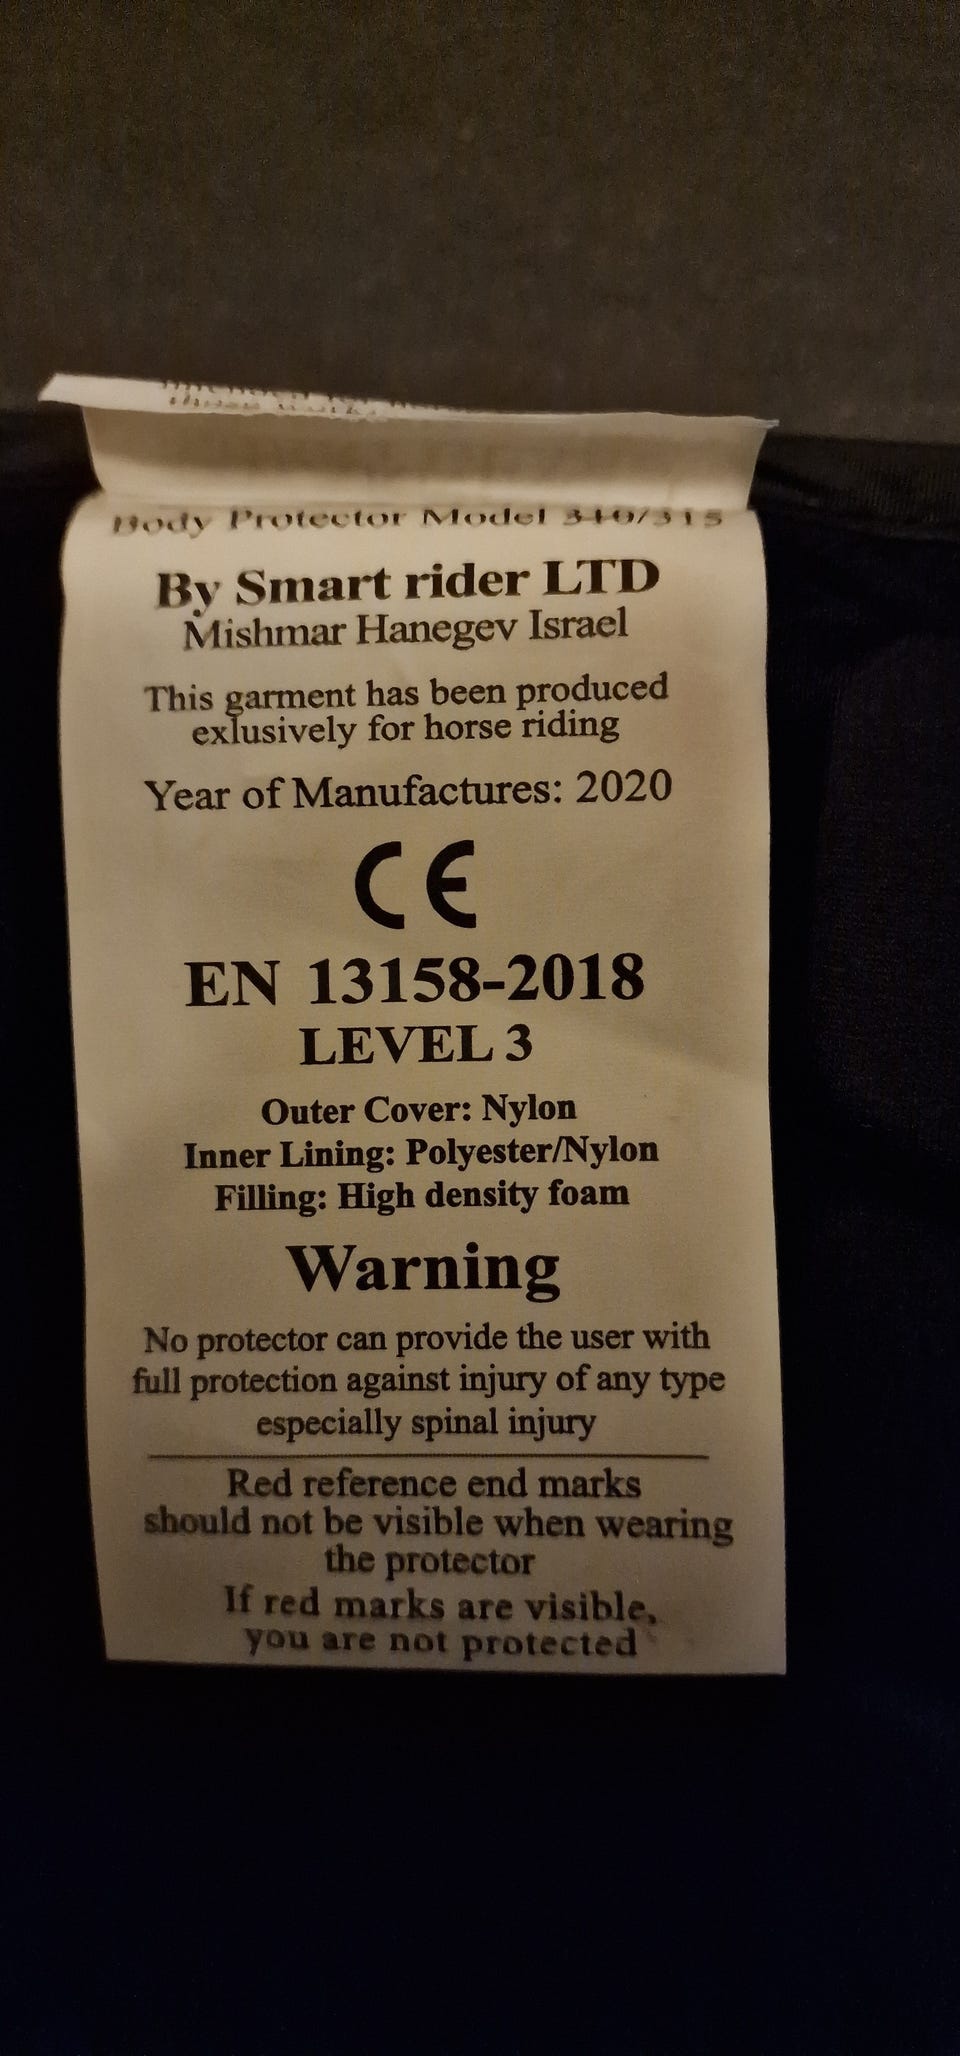 Body Protector Model 340/315
By Smart rider LTD
Mishmar Hanegev Israel
This garment has been produced
exlusively for horse riding
Year of Manufactures: 2020
CE
EN 13158-2018
LEVEL 3
Outer Cover: Nylon
Inner Lining: Polyester/Nylon
Filling: High density foam
Warning
No protector can provide the user with
full protection against injury of any type
especially spinal injury
Red reference end marks
should not be visible when wearing
the protector
If red marks are visible,
you are not protected